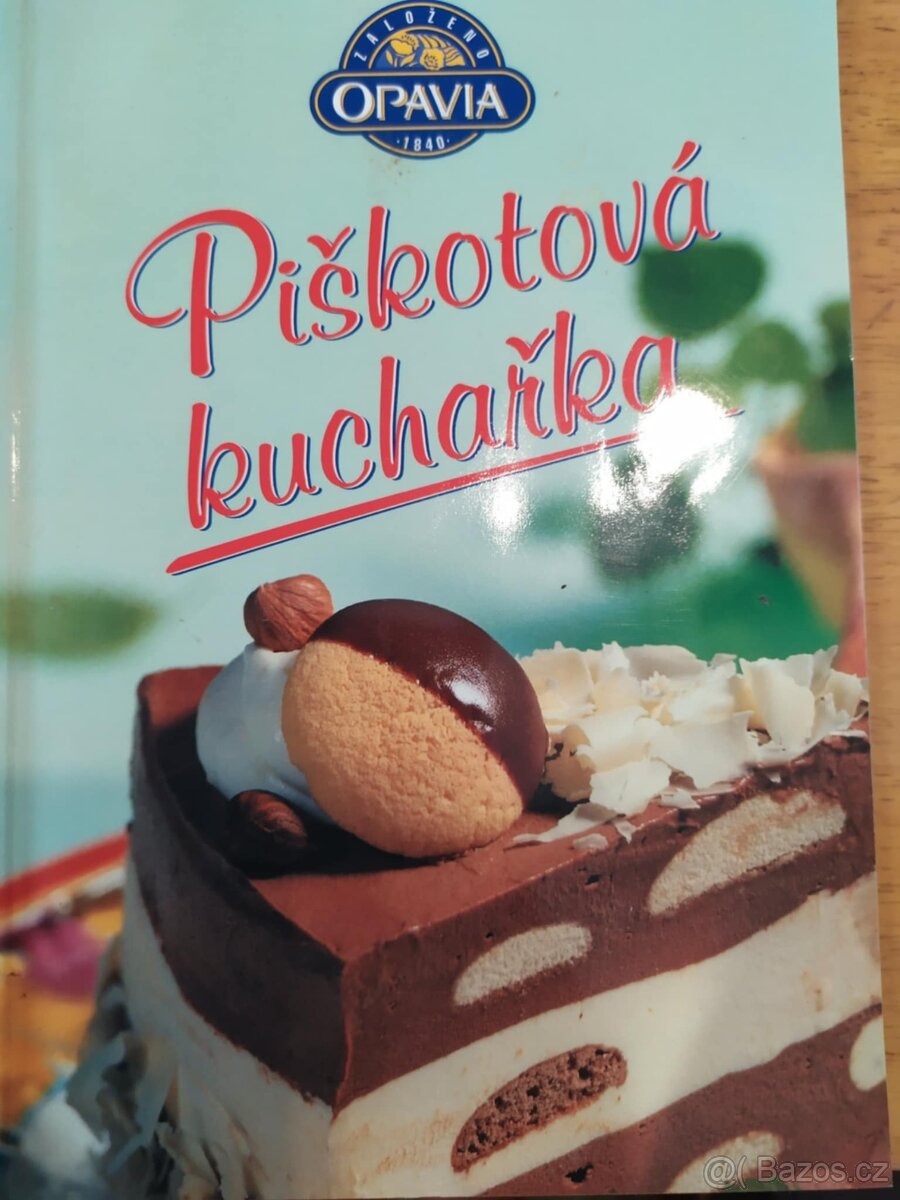 ZALOŽENO
OPAVIA
·1840·
Piškotová
kuchařka
@( Bazos.cz